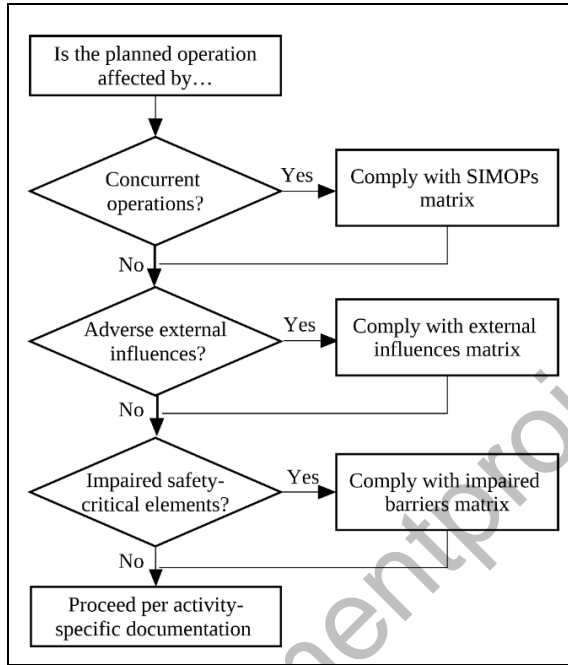 Is the planned operation
affected by…
Concurrent
operations?
Yes
Comply with SIMOPs
matrix
No
Adverse external
influences?
Yes
Comply with external
influences matrix
No
Impaired safety-
critical elements?
Yes
Comply with impaired
barriers matrix
No
Proceed per activity-
specific documentation